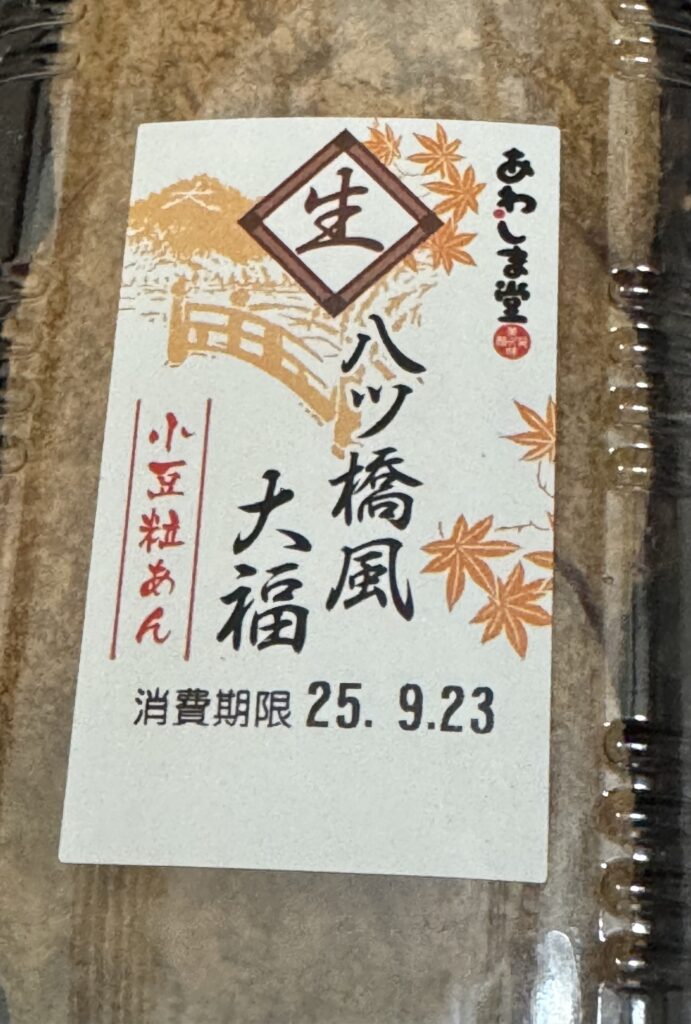 あわしま堂
生
八ツ橋風
大福
小豆粒あん
消費期限 25. 9.23
大